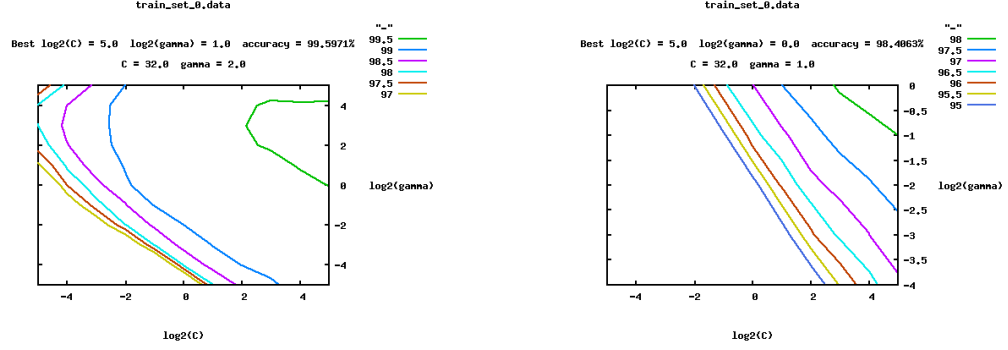 train_set_0.data
"-"
Best log2(C) = 5.0 log2(gamma) = 1.0 accuracy = 99.5971%
C = 32.0 gamma = 2.0
99.5
99
98.5
98
97.5
97
4
2
0
-2
-4
log2(gamma)
-4 -2 0 2 4
log2(C)
train_set_0.data
"-"
Best log2(C) = 5.0 log2(gamma) = 0.0 accuracy = 98.4063%
C = 32.0 gamma = 1.0
98
97.5
97
96.5
96
95.5
95
0
-0.5
-1
-1.5
-2
-2.5
-3
-3.5
-4
log2(gamma)
-4 -2 0 2 4
log2(C)